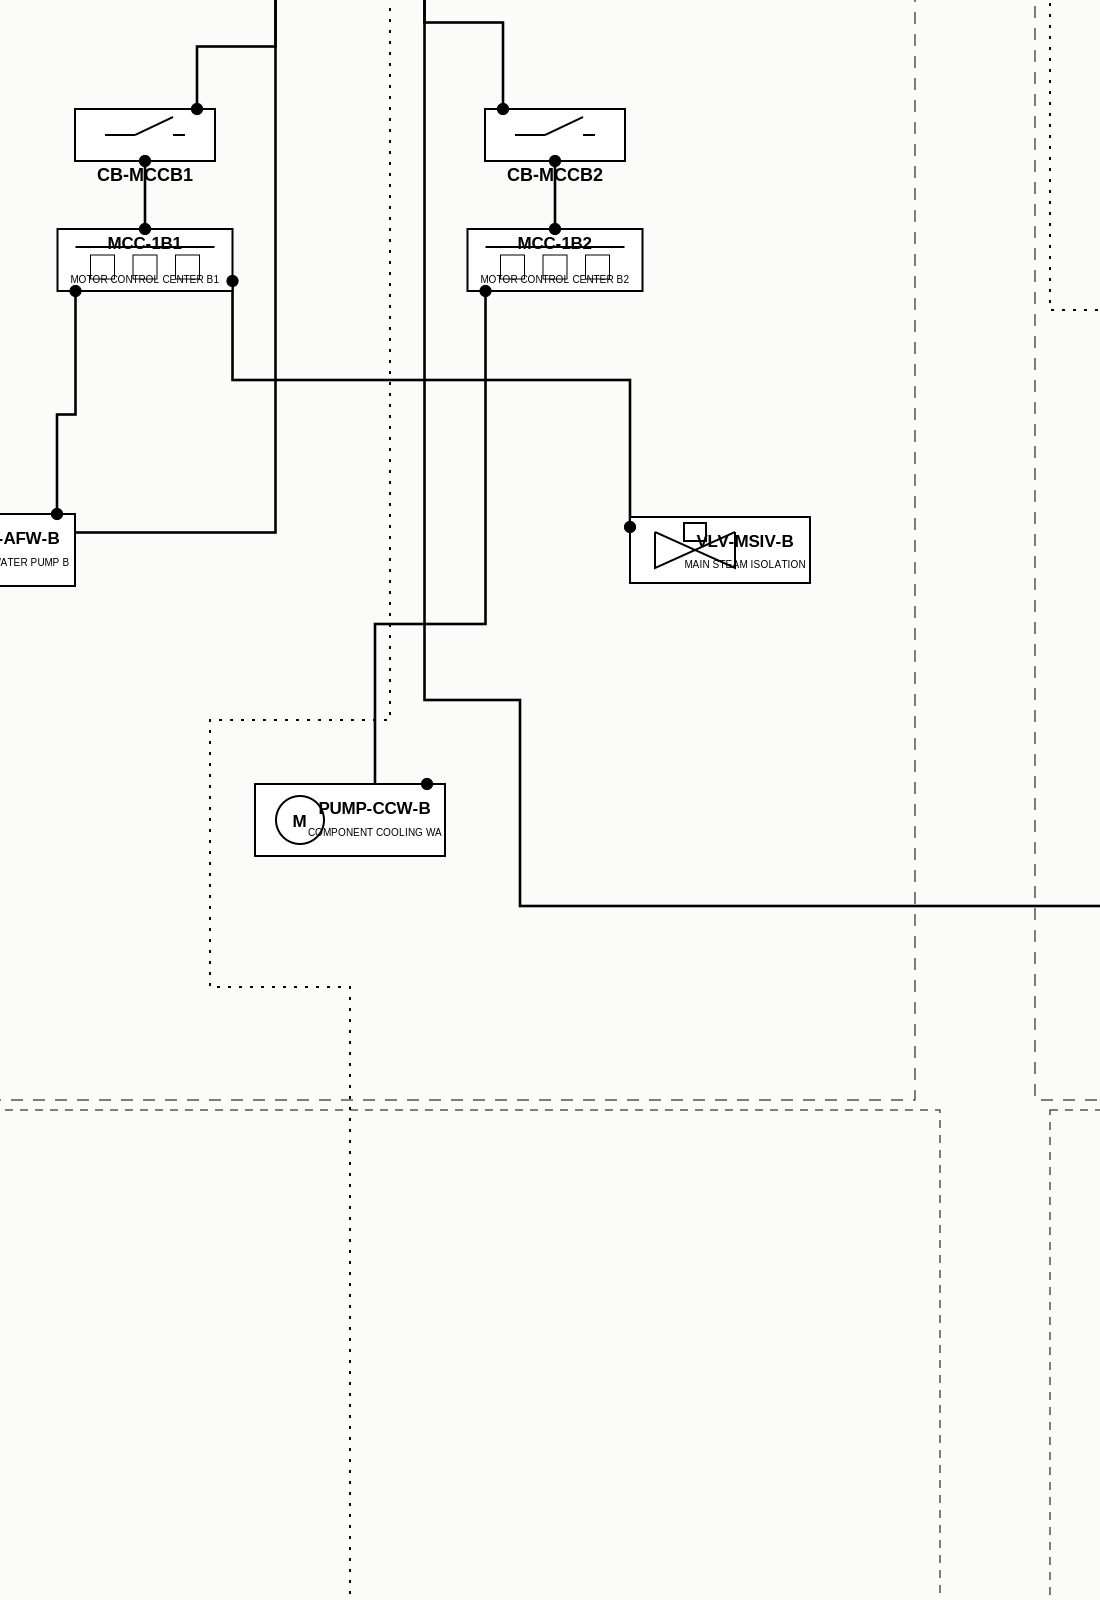 CB-MCCB1
CB-MCCB2
MCC-1B1
MOTOR CONTROL CENTER B1
MCC-1B2
MOTOR CONTROL CENTER B2
-AFW-B
WATER PUMP B
VLV-MSIV-B
MAIN STEAM ISOLATION
M
PUMP-CCW-B
COMPONENT COOLING WA